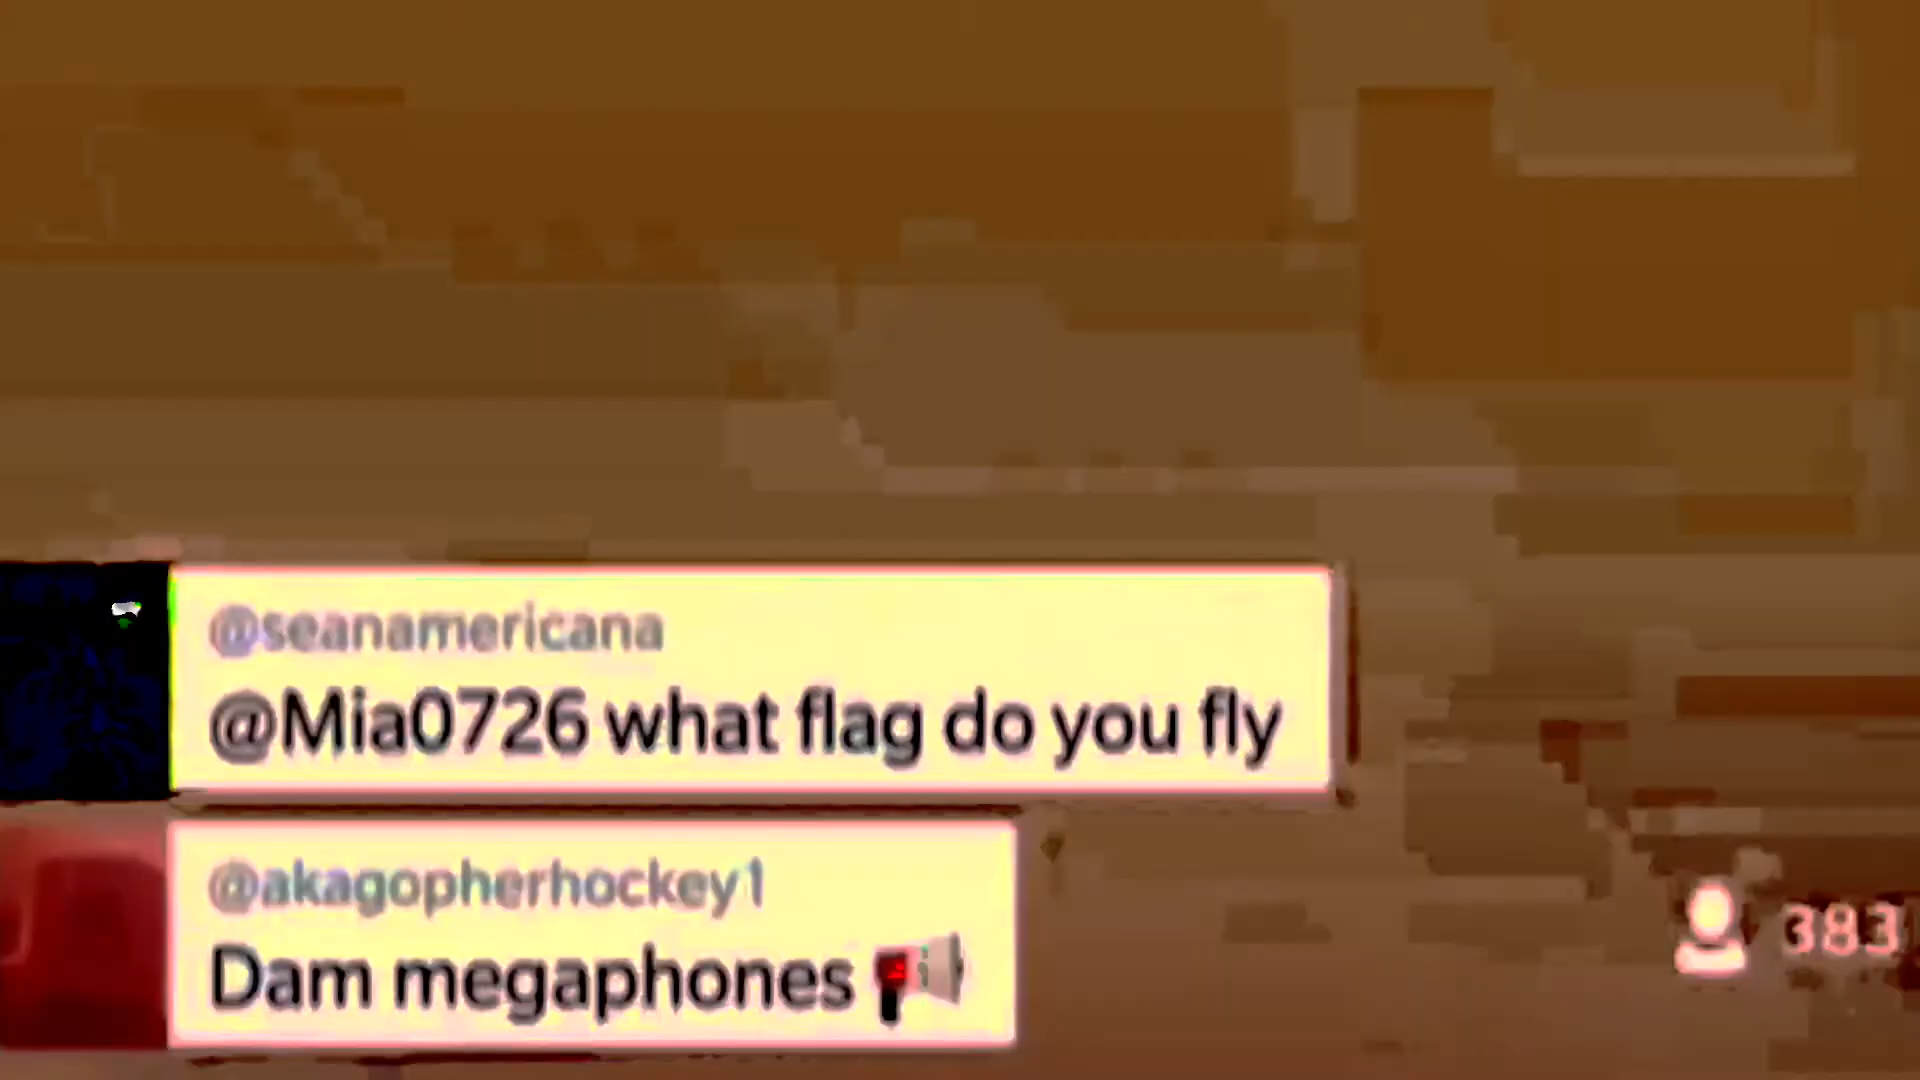 @seanamericana
@Mia0726 what flag do you fly
@akagopherhockey1
Dam megaphones
383